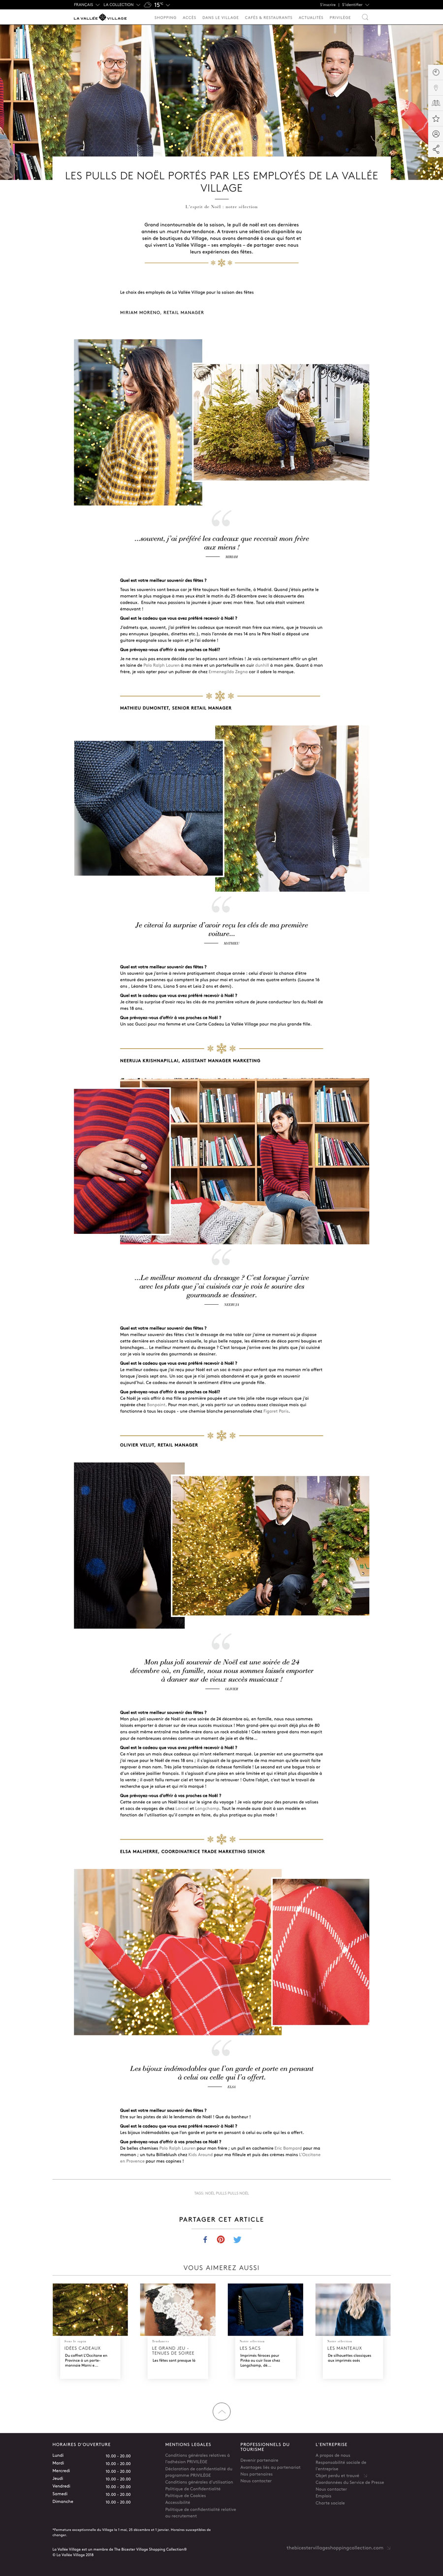 FRANÇAIS
LA COLLECTION
15°C
S'inscrire | S'identifier
LA VALLÉE VILLAGE
SHOPPING ACCÈS DANS LE VILLAGE CAFÉS & RESTAURANTS ACTUALITÉS PRIVILÈGE
LES PULLS DE NOËL PORTÉS PAR LES EMPLOYÉS DE LA VALLÉE
VILLAGE
L'esprit de Noël : notre sélection
Grand incontournable de la saison, le pull de noël est ces dernières
années un must-have tendance. A travers une sélection disponible au
sein de boutiques du Village, nous avons demandé à ceux qui font et
qui vivent La Vallée Village – ses employés – de partager avec nous
leurs expériences des fêtes.
Le choix des employés de La Vallée Village pour la saison des fêtes
MIRIAM MORENO, RETAIL MANAGER
...souvent, j'ai préféré les cadeaux que recevait mon frère
aux miens !
MIRIAM
Quel est votre meilleur souvenir des fêtes ?
Tous les souvenirs sont beaux car je fête toujours Noël en famille, à Madrid. Quand j'étais petite le
moment le plus magique à mes yeux était le matin du 25 décembre avec la découverte des
cadeaux. Ensuite nous passions la journée à jouer avec mon frère. Tout cela était vraiment
émouvant !
Quel est le cadeau que vous avez préféré recevoir à Noël ?
J'admets que, souvent, j'ai préféré les cadeaux que recevait mon frère aux miens, que je trouvais un
peu ennuyeux (poupées, dinettes etc.), mais l'année de mes 14 ans le Père Noël a déposé une
guitare espagnole sous le sapin et je l'ai adorée !
Que prévoyez-vous d'offrir à vos proches ce Noël?
Je ne me suis pas encore décidée car les options sont infinies ! Je vais certainement offrir un gilet
en laine de Polo Ralph Lauren à ma mère et un portefeuille en cuir dunhill à mon père. Quant à mon
frère, je vais opter pour un pullover de chez Ermenegildo Zegna car il adore la marque.
MATHIEU DUMONTET, SENIOR RETAIL MANAGER
Je citerai la surprise d'avoir reçu les clés de ma première
voiture...
MATHIEU
Quel est votre meilleur souvenir des fêtes ?
Un souvenir qui j'arrive à revivre pratiquement chaque année : celui d'avoir la chance d'être
entouré des personnes qui comptent le plus pour moi et surtout de mes quatre enfants (Lauane 16
ans , Léandre 12 ans, Liana 5 ans et Leia 2 ans et demi).
Quel est le cadeau que vous avez préféré recevoir à Noël ?
Je citerai la surprise d'avoir reçu les clés de ma première voiture de jeune conducteur lors du Noël de
mes 18 ans.
Que prévoyez-vous d'offrir à vos proches ce Noël ?
Un sac Gucci pour ma femme et une Carte Cadeau La Vallée Village pour ma plus grande fille.
NEERUJA KRISHNAPILLAI, ASSISTANT MANAGER MARKETING
...Le meilleur moment du dressage ? C'est lorsque j'arrive
avec les plats que j'ai cuisinés car je vois le sourire des
gourmands se dessiner.
NEERUJA
Quel est votre meilleur souvenir des fêtes ?
Mon meilleur souvenir des fêtes c'est le dressage de ma table car j'aime ce moment où je dispose
cette dernière en choisissant la vaisselle, la plus belle nappe, les éléments de déco parmi bougies et
branchages... Le meilleur moment du dressage ? C'est lorsque j'arrive avec les plats que j'ai cuisiné
car je vois le sourire des gourmands se dessiner.
Quel est le cadeau que vous avez préféré recevoir à Noël ?
Le meilleur cadeau que j'ai reçu pour Noël est un sac à main pour enfant que ma maman m'a offert
lorsque j'avais sept ans. Un sac que je n'ai jamais abandonné et que je garde en souvenir
aujourd'hui. Ce cadeau me donnait le sentiment d'être une grande fille.
Que prévoyez-vous d'offrir à vos proches ce Noël?
Ce Noël je vais offrir à ma fille sa première poupée et une très jolie robe rouge velours que j'ai
repérée chez Bonpoint. Pour mon mari, je vais partir sur un cadeau assez classique mais qui
fonctionne à tous les coups - une chemise blanche personnalisée chez Figaret Paris.
OLIVIER VELUT, RETAIL MANAGER
Mon plus joli souvenir de Noël est une soirée de 24
décembre où, en famille, nous nous sommes laissés emporter
à danser sur de vieux succès musicaux !
OLIVIER
Quel est votre meilleur souvenir des fêtes ?
Mon plus joli souvenir de Noël est une soirée de 24 décembre où, en famille, nous nous sommes
laissés emporter à danser sur de vieux succès musicaux ! Mon grand-père qui avait déjà plus de 80
ans avait même entraîné ma belle-mère dans un rock endiablé ! Cela restera gravé dans mon esprit
et de nombreuses années comme un moment de joie et de fête...
Quel est le cadeau que vous avez préféré recevoir à Noël ?
Ce n'est pas un mais deux cadeaux qui m'ont réellement marqué. Le premier est une gourmette que
j'ai reçue pour le Noël de mes 18 ans ; il s'agissait de la gourmette de ma maman qu'elle avait faite
regraver à mon nom. Très jolie transmission de richesse familiale ! Le second est une bague taxi or
d'un célèbre joaillier français. Il s'agissait d'une pièce en série limitée et qui n'était plus disponible à
la vente ; il avait fallu remuer ciel et terre pour la retrouver ! Outre l'objet, c'est tout le travail de
recherche que je salue et qui m'a marqué !
Que prévoyez-vous d'offrir à vos proches ce Noël ?
Cette année ce sera un Noël basé sur le signe du voyage ! Je vais opter pour des parures de valises
et sacs de voyages de chez Lancel et Longchamp. Tout le monde aura droit à son modèle en
fonction de l'utilisation qu'il compte en faire, du plus pratique au plus mode !
ELSA MALHERRE, COORDINATRICE TRADE MARKETING SENIOR
Les bijoux indémodables que l'on garde et porte en pensant
à celui ou celle qui l'a offert.
ELSA
Quel est votre meilleur souvenir des fêtes ?
Etre sur les pistes de ski le lendemain de Noël ! Que du bonheur !
Quel est le cadeau que vous avez préféré recevoir à Noël ?
Les bijoux indémodables que l'on garde et porte en pensant à celui ou celle qui les a offert.
Que prévoyez-vous d'offrir à vos proches ce Noël ?
De belles chemises Polo Ralph Lauren pour mon frère ; un pull en cachemire Eric Bompard pour ma
maman ; un tutu Billieblush chez Kids Around pour ma filleule et puis des crèmes mains L'Occitane
en Provence pour mes copines !
TAGS: NOËL PULLS PULLS NOËL
PARTAGER CET ARTICLE
VOUS AIMEREZ AUSSI
IDÉES CADEAUX
Du coffret L'Occitane en
Provence à un porte-
monnaie Marni e...
LE GRAND JEU -
TENUES DE SOIRÉE
Les fêtes sont presque là
LES SACS
Imprimés féroces pour
Pinko ou cuir lisse chez
Longchamp, dé...
LES MANTEAUX
De silhouettes classiques
aux imprimés osés
HORAIRES D'OUVERTURE
Lundi 10.00 - 20.00
Mardi 10.00 - 20.00
Mercredi 10.00 - 20.00
Jeudi 10.00 - 20.00
Vendredi 10.00 - 20.00
Samedi 10.00 - 20.00
Dimanche 10.00 - 20.00
MENTIONS LEGALES
Conditions générales relatives à
l'adhésion PRIVILÈGE
Déclaration de confidentialité du
programme PRIVILÈGE
Conditions générales d'utilisation
Politique de Confidentialité
Politique de Cookies
Accessibilité
Politique de confidentialité relative
au recrutement
PROFESSIONNELS DU
TOURISME
Devenir partenaire
Avantages liés au partenariat
Nos partenaires
Nous contacter
L'ENTREPRISE
A propos de nous
Responsabilité sociale de
l'entreprise
Objet perdu et trouvé
Coordonnées du Service de Presse
Nous contacter
Emplois
Charte sociale
*Fermeture exceptionnelle du Village le 1 mai, 25 décembre et 1 janvier. Horaires susceptibles de
changer.
La Vallée Village est un membre de The Bicester Village Shopping Collection®
© La Vallée Village 2018
thebicestervillageshoppingcollection.com